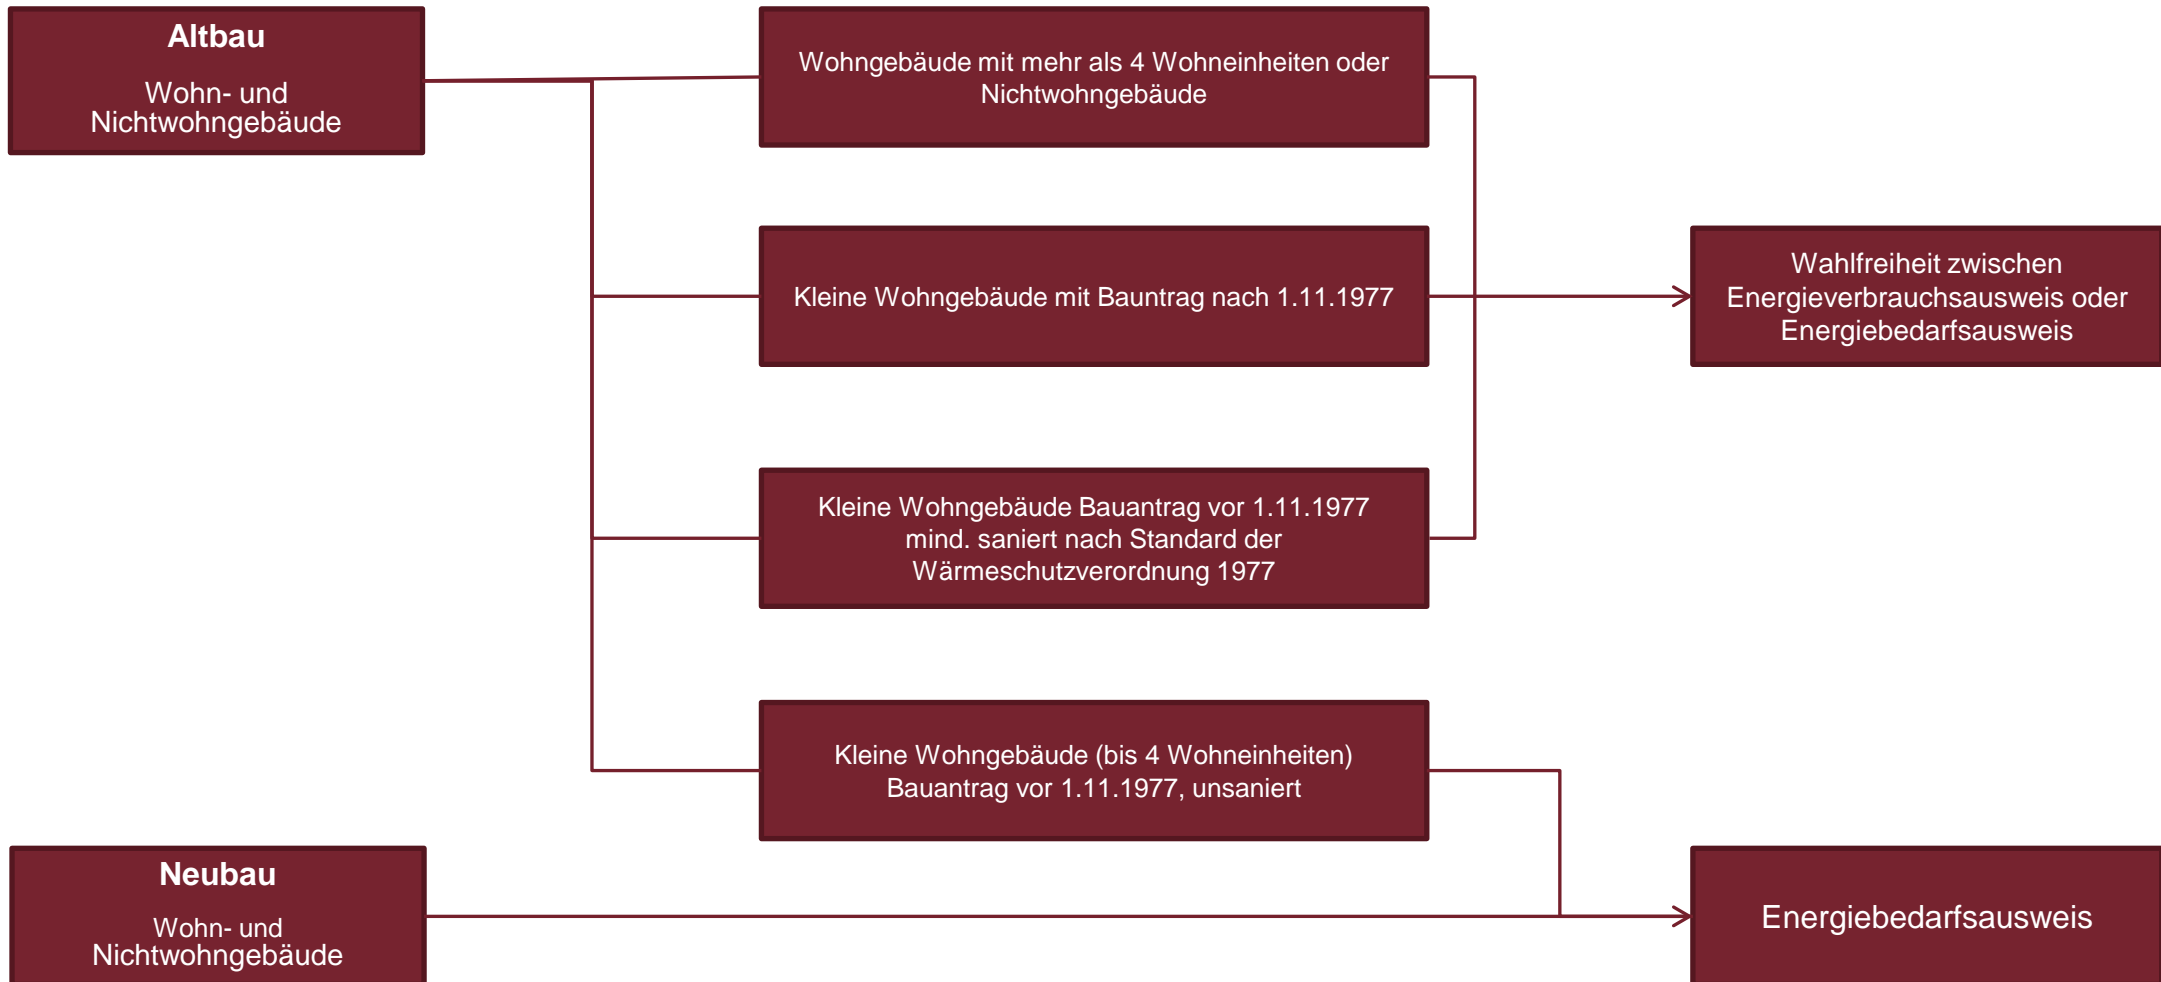 Altbau
Wohn- und
Nichtwohngebäude
Wohngebäude mit mehr als 4 Wohneinheiten oder
Nichtwohngebäude
Kleine Wohngebäude mit Bauntrag nach 1.11.1977
Wahlfreiheit zwischen
Energieverbrauchsausweis oder
Energiebedarfsausweis
Kleine Wohngebäude Bauantrag vor 1.11.1977
mind. saniert nach Standard der
Wärmeschutzverordnung 1977
Kleine Wohngebäude (bis 4 Wohneinheiten)
Bauantrag vor 1.11.1977, unsaniert
Neubau
Wohn- und
Nichtwohngebäude
Energiebedarfsausweis